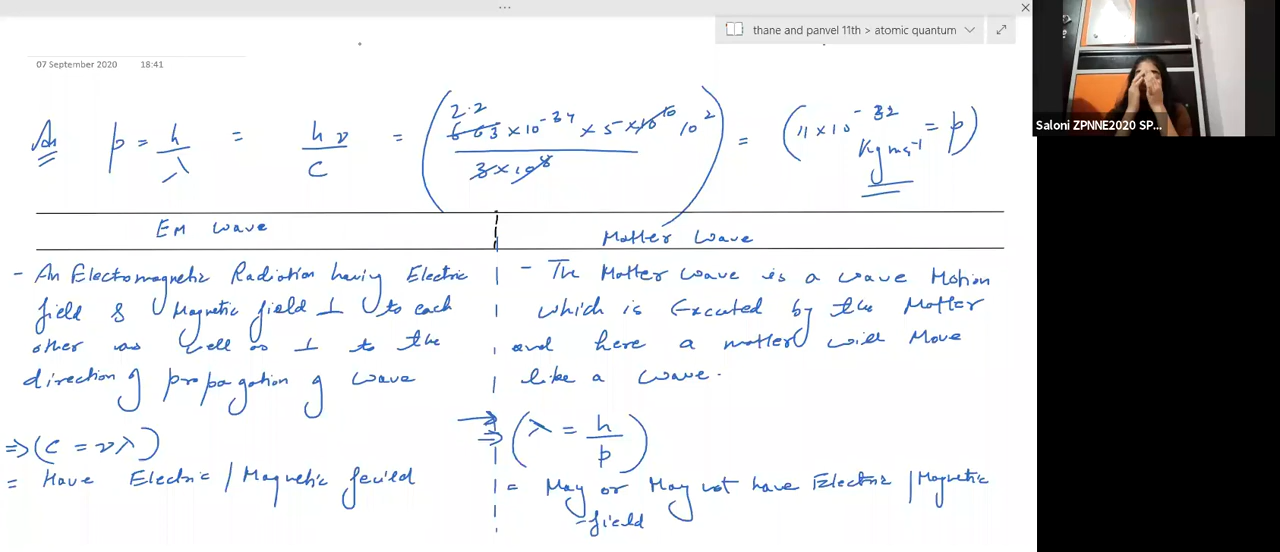 thane and panvel 11th > atomic quantum
07 September 2020 18:41
Saloni ZPNNE2020 SP...
Ans p = h/λ = hν/C = (6.63 × 10^-34 × 5 × 10^10 10^2 / 3 × 10^8) = (11 × 10^-32 Kg ms^-1 = p)
2.2
EM wave
Matter wave
- An Electromagnetic Radiation having Electric
field & Magnetic field ⊥ to each
other as well as ⊥ to the
direction of propagation of wave
⇒ (C = νλ)
= Have Electric / Magnetic feild
- The Matter wave is a wave Motion
which is Excuted by the Matter
and here a matter will Move
like a wave.
⇒ (λ = h/p)
= May or May not have Electric / Magnetic
-field